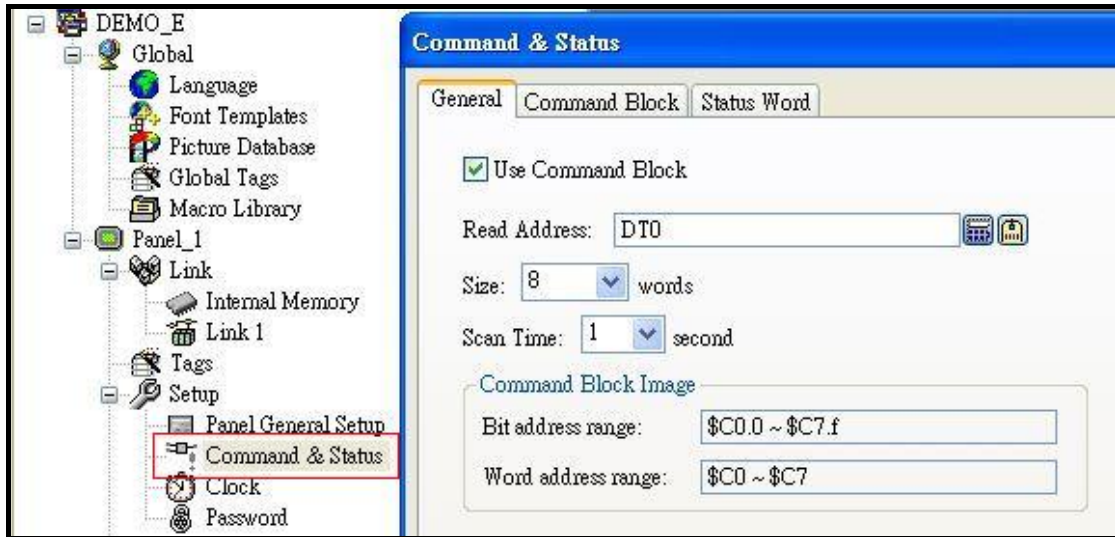 DEMO_E
Global
Language
Font Templates
Picture Database
Global Tags
Macro Library
Panel_1
Link
Internal Memory
Link 1
Tags
Setup
Panel General Setup
Command & Status
Clock
Password
Command & Status
General Command Block Status Word
Use Command Block
Read Address: DT0
Size: 8 words
Scan Time: 1 second
Command Block Image
Bit address range: $C0.0 ~ $C7.f
Word address range: $C0 ~ $C7